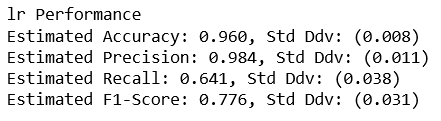 lr Performance
Estimated Accuracy: 0.960, Std Ddv: (0.008)
Estimated Precision: 0.984, Std Ddv: (0.011)
Estimated Recall: 0.641, Std Ddv: (0.038)
Estimated F1-Score: 0.776, Std Ddv: (0.031)